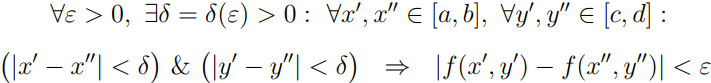 ∀ε > 0, ∃δ = δ(ε) > 0 : ∀x′, x″ ∈ [a, b], ∀y′, y″ ∈ [c, d] :
(|x′ − x″| < δ) & (|y′ − y″| < δ) ⇒ |f(x′, y′) − f(x″, y″)| < ε